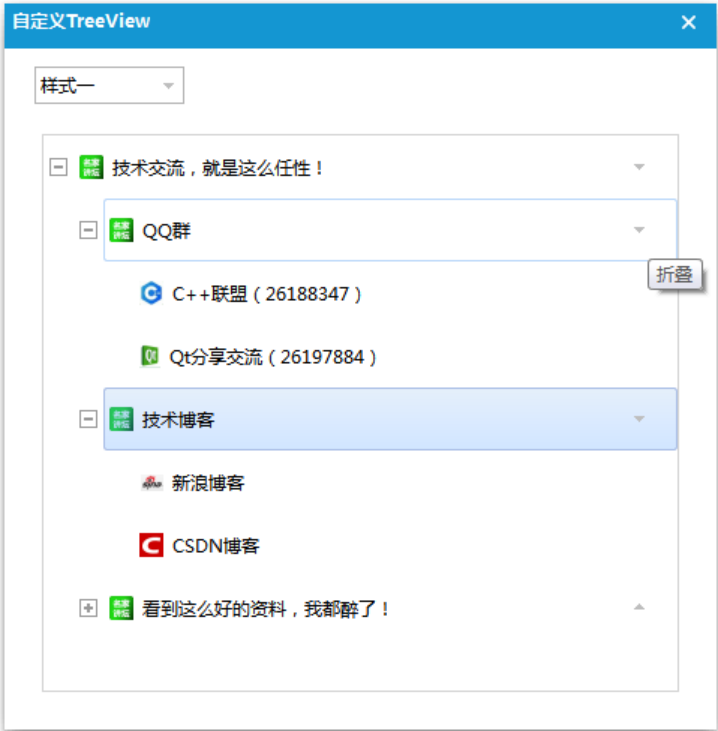 自定义TreeView
样式一
技术交流，就是这么任性！
QQ群
折叠
C++联盟（26188347）
Qt分享交流（26197884）
技术博客
新浪博客
CSDN博客
看到这么好的资料，我都醉了！